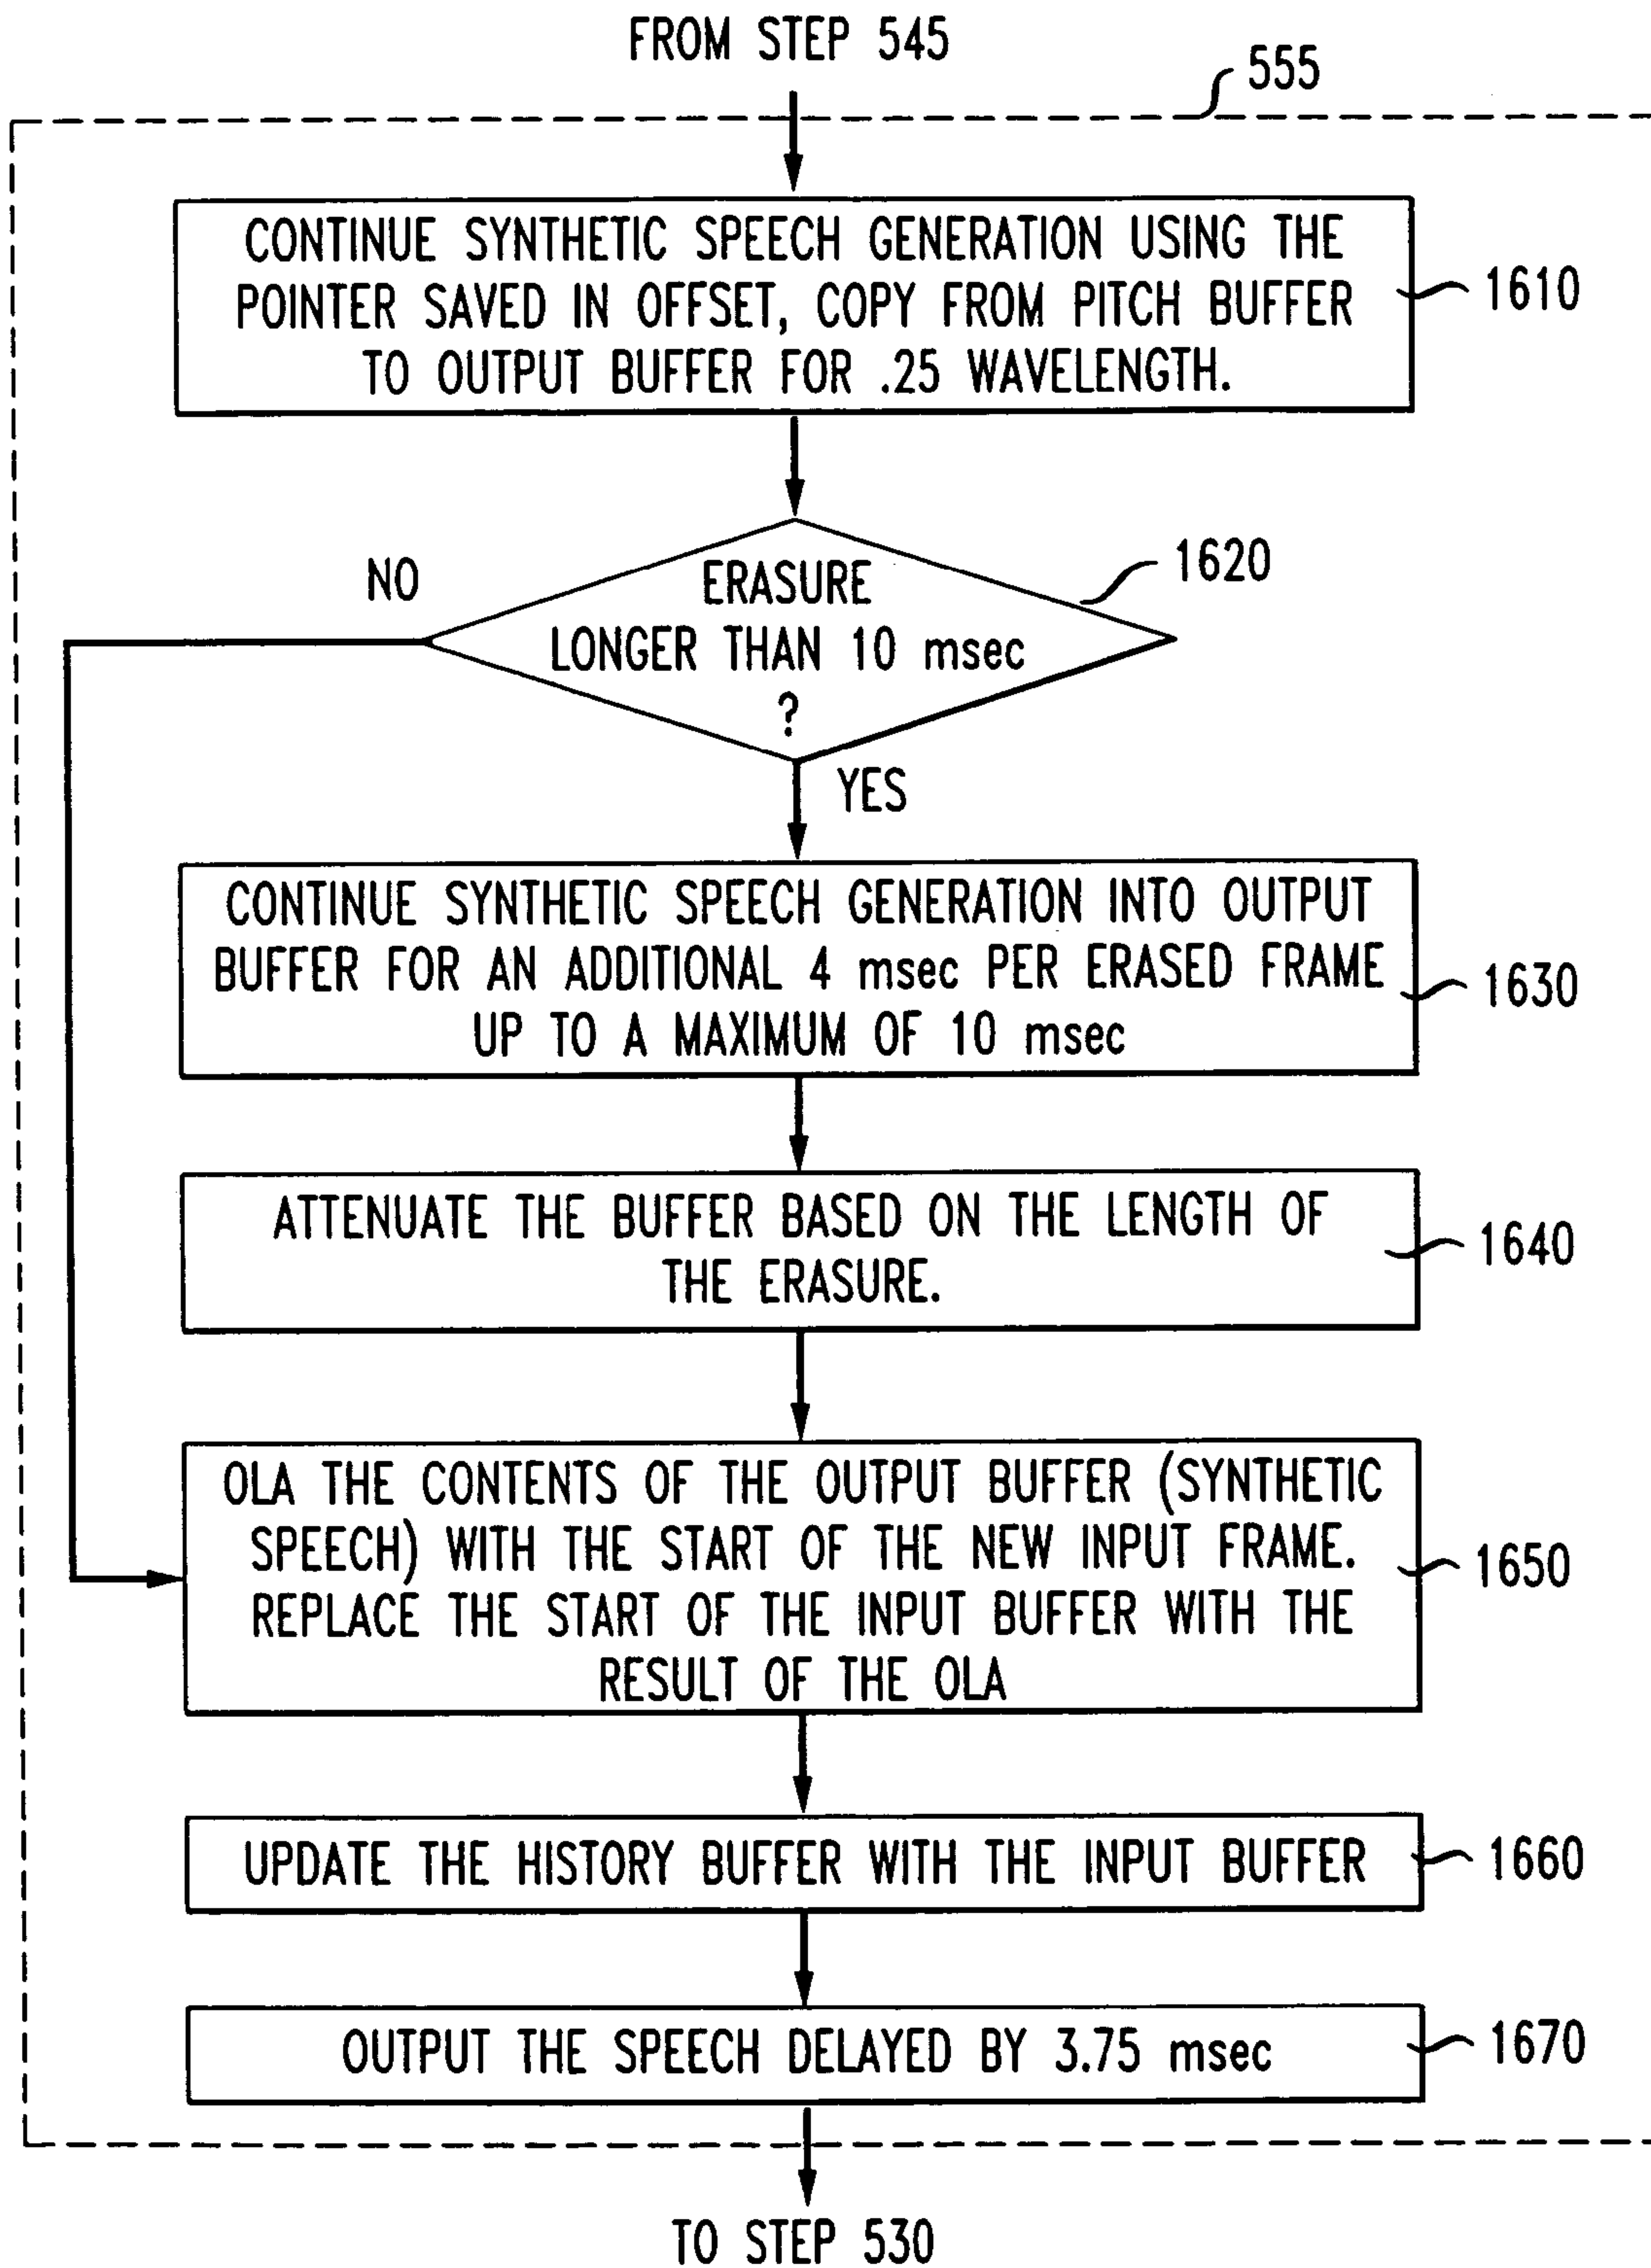 FROM STEP 545
555
CONTINUE SYNTHETIC SPEECH GENERATION USING THE
POINTER SAVED IN OFFSET, COPY FROM PITCH BUFFER
TO OUTPUT BUFFER FOR .25 WAVELENGTH.
1610
NO
ERASURE
LONGER THAN 10 msec
?
1620
YES
CONTINUE SYNTHETIC SPEECH GENERATION INTO OUTPUT
BUFFER FOR AN ADDITIONAL 4 msec PER ERASED FRAME
UP TO A MAXIMUM OF 10 msec
1630
ATTENUATE THE BUFFER BASED ON THE LENGTH OF
THE ERASURE.
1640
OLA THE CONTENTS OF THE OUTPUT BUFFER (SYNTHETIC
SPEECH) WITH THE START OF THE NEW INPUT FRAME.
REPLACE THE START OF THE INPUT BUFFER WITH THE
RESULT OF THE OLA
1650
UPDATE THE HISTORY BUFFER WITH THE INPUT BUFFER
1660
OUTPUT THE SPEECH DELAYED BY 3.75 msec
1670
TO STEP 530